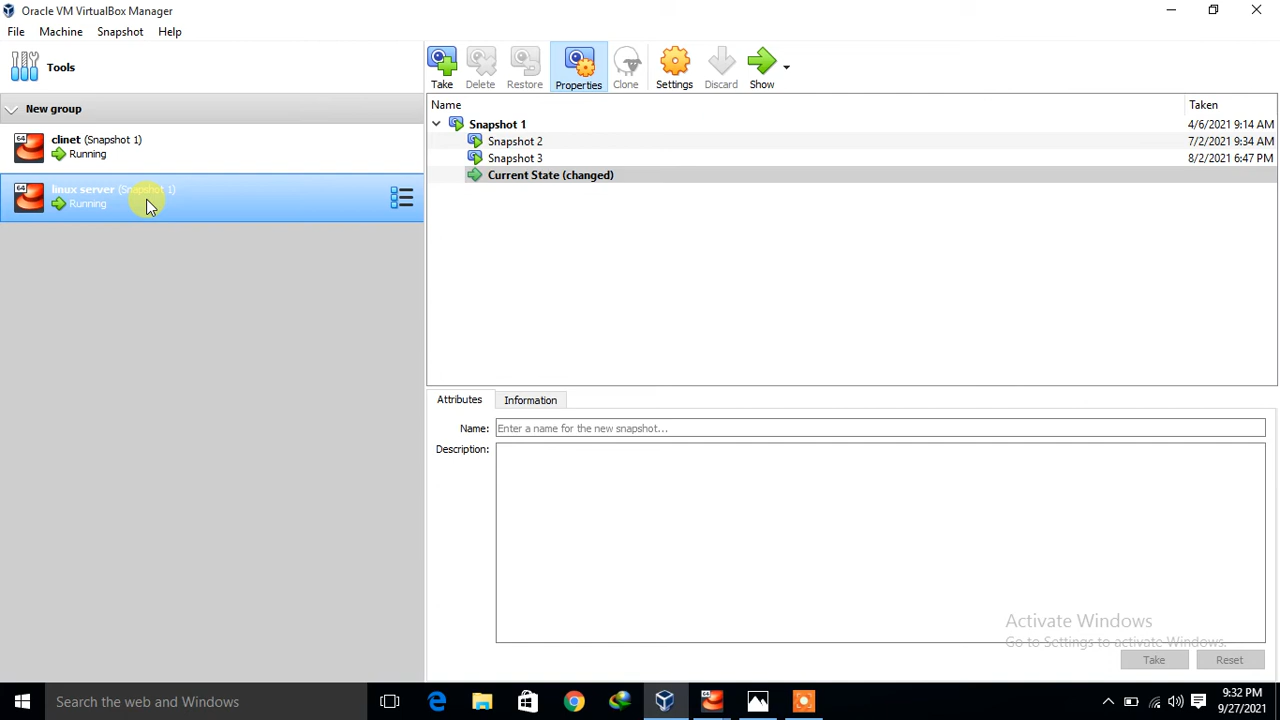 Oracle VM VirtualBox Manager
File Machine Snapshot Help
Tools
New group
64
clinet (Snapshot 1)
Running
64
linux server (Snapshot 1)
Running
Take Delete Restore Properties Clone Settings Discard Show
Name Taken
Snapshot 1 4/6/2021 9:14 AM
Snapshot 2 7/2/2021 9:34 AM
Snapshot 3 8/2/2021 6:47 PM
Current State (changed)
Attributes Information
Name: Enter a name for the new snapshot...
Description:
Activate Windows
Go to Settings to activate Windows.
Take Reset
Search the web and Windows
9:32 PM
9/27/2021